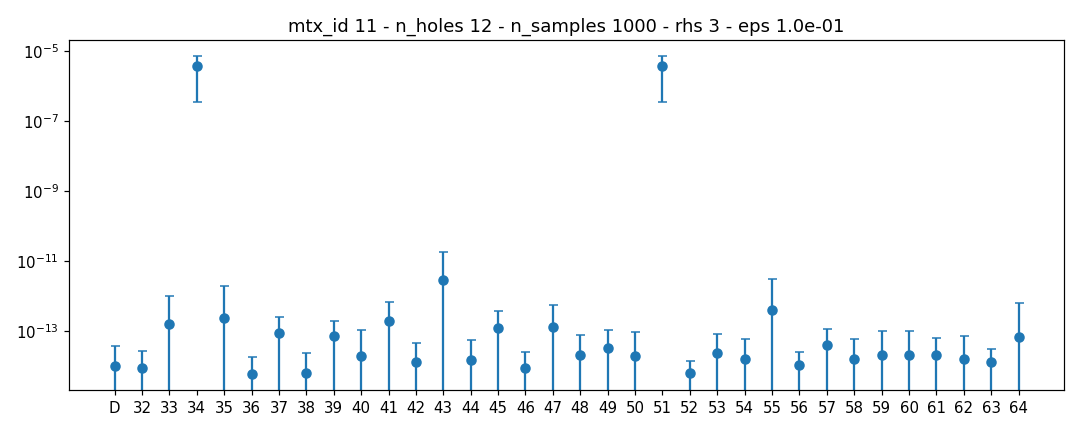 mtx_id 11 - n_holes 12 - n_samples 1000 - rhs 3 - eps 1.0e-01
10⁻⁵
10⁻⁷
10⁻⁹
10⁻¹¹
10⁻¹³
D 32 33 34 35 36 37 38 39 40 41 42 43 44 45 46 47 48 49 50 51 52 53 54 55 56 57 58 59 60 61 62 63 64